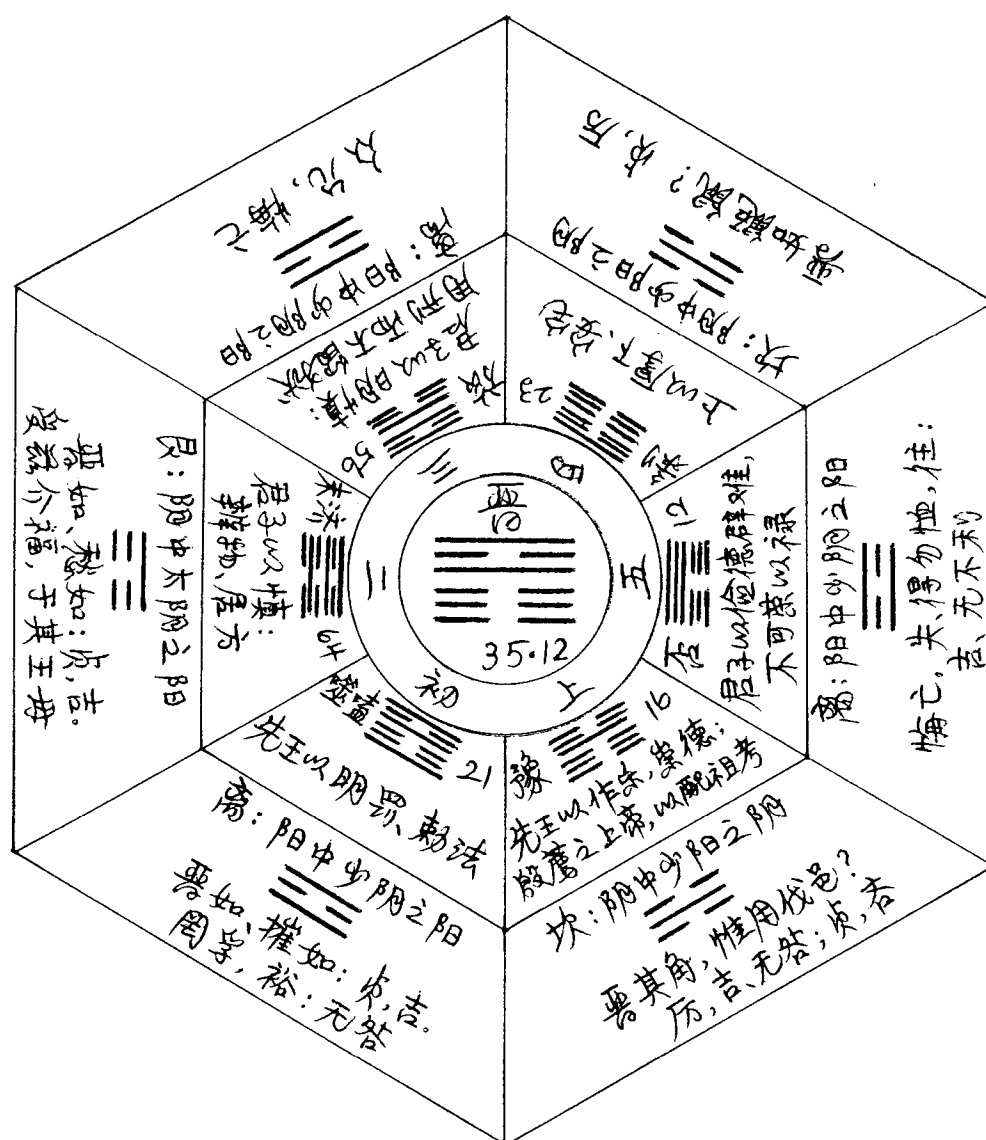 晋
35·12
初
二
三
四
五
上
噬嗑
21
先王以明罚、勑法
离:阳中少阴之阳
晋如、摧如:贞,吉。
罔孚,裕:无咎
未济
64
君子以慎:
辨物、居方
艮:阴中太阴之阳
晋如、愁如:贞,吉。
受兹介福,于其王母
旅
56
君子以明慎:
用刑而不留狱
离:阳中少阴之阳
众允,悔亡
剥
23
上以厚下、安宅
坎:阴中少阳之阴
晋如鼫鼠?贞,厉
否
12
君子以俭德辟难,
不可荣以禄
离:阳中少阴之阳
悔亡。失、得勿恤,往:
吉、无不利
豫
16
先王以作乐,崇德;
殷薦之上帝,以配祖考
坎:阴中少阳之阴
晋其角,惟用伐邑?
厉,吉、无咎;贞,吝